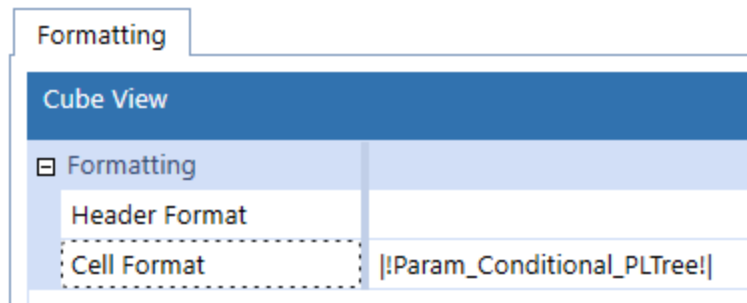 Formatting
Cube View
Formatting
Header Format
Cell Format |!Param_Conditional_PLTree!|